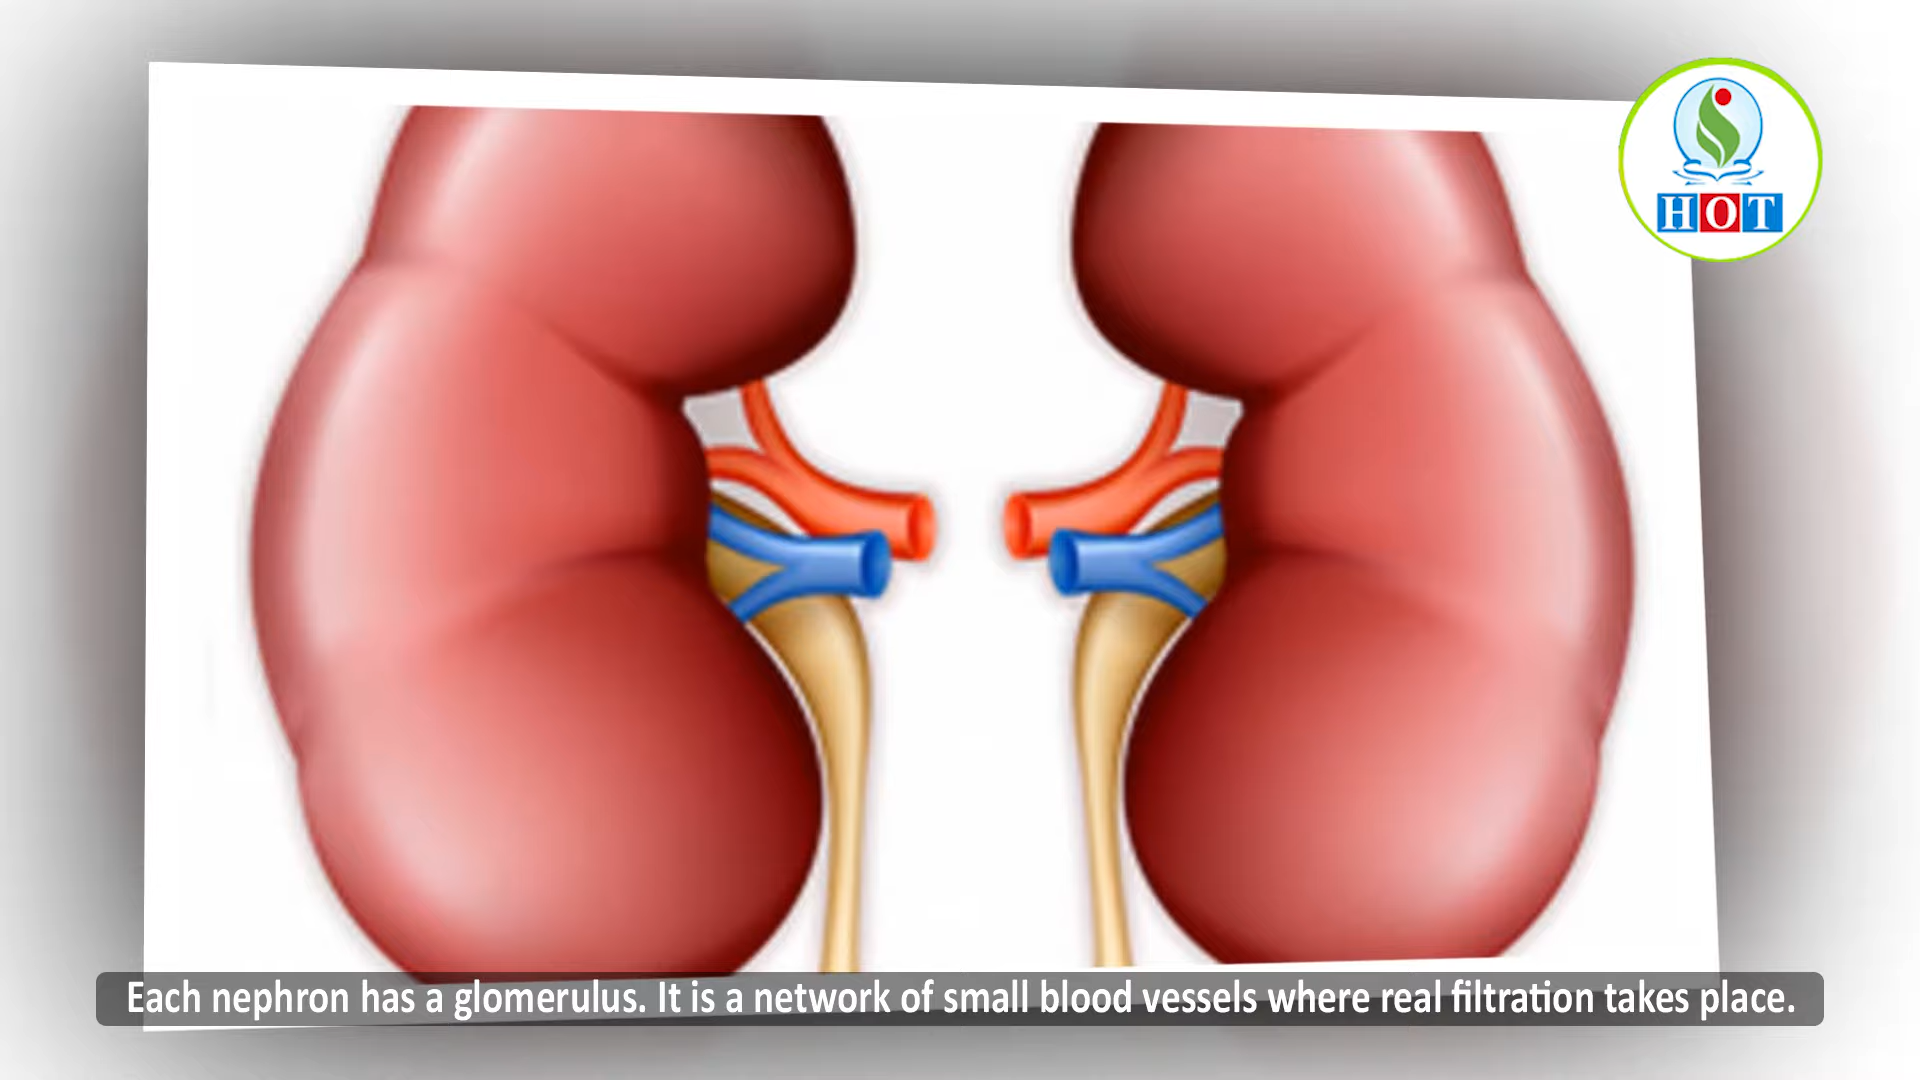 HOT
Each nephron has a glomerulus. It is a network of small blood vessels where real filtration takes place.